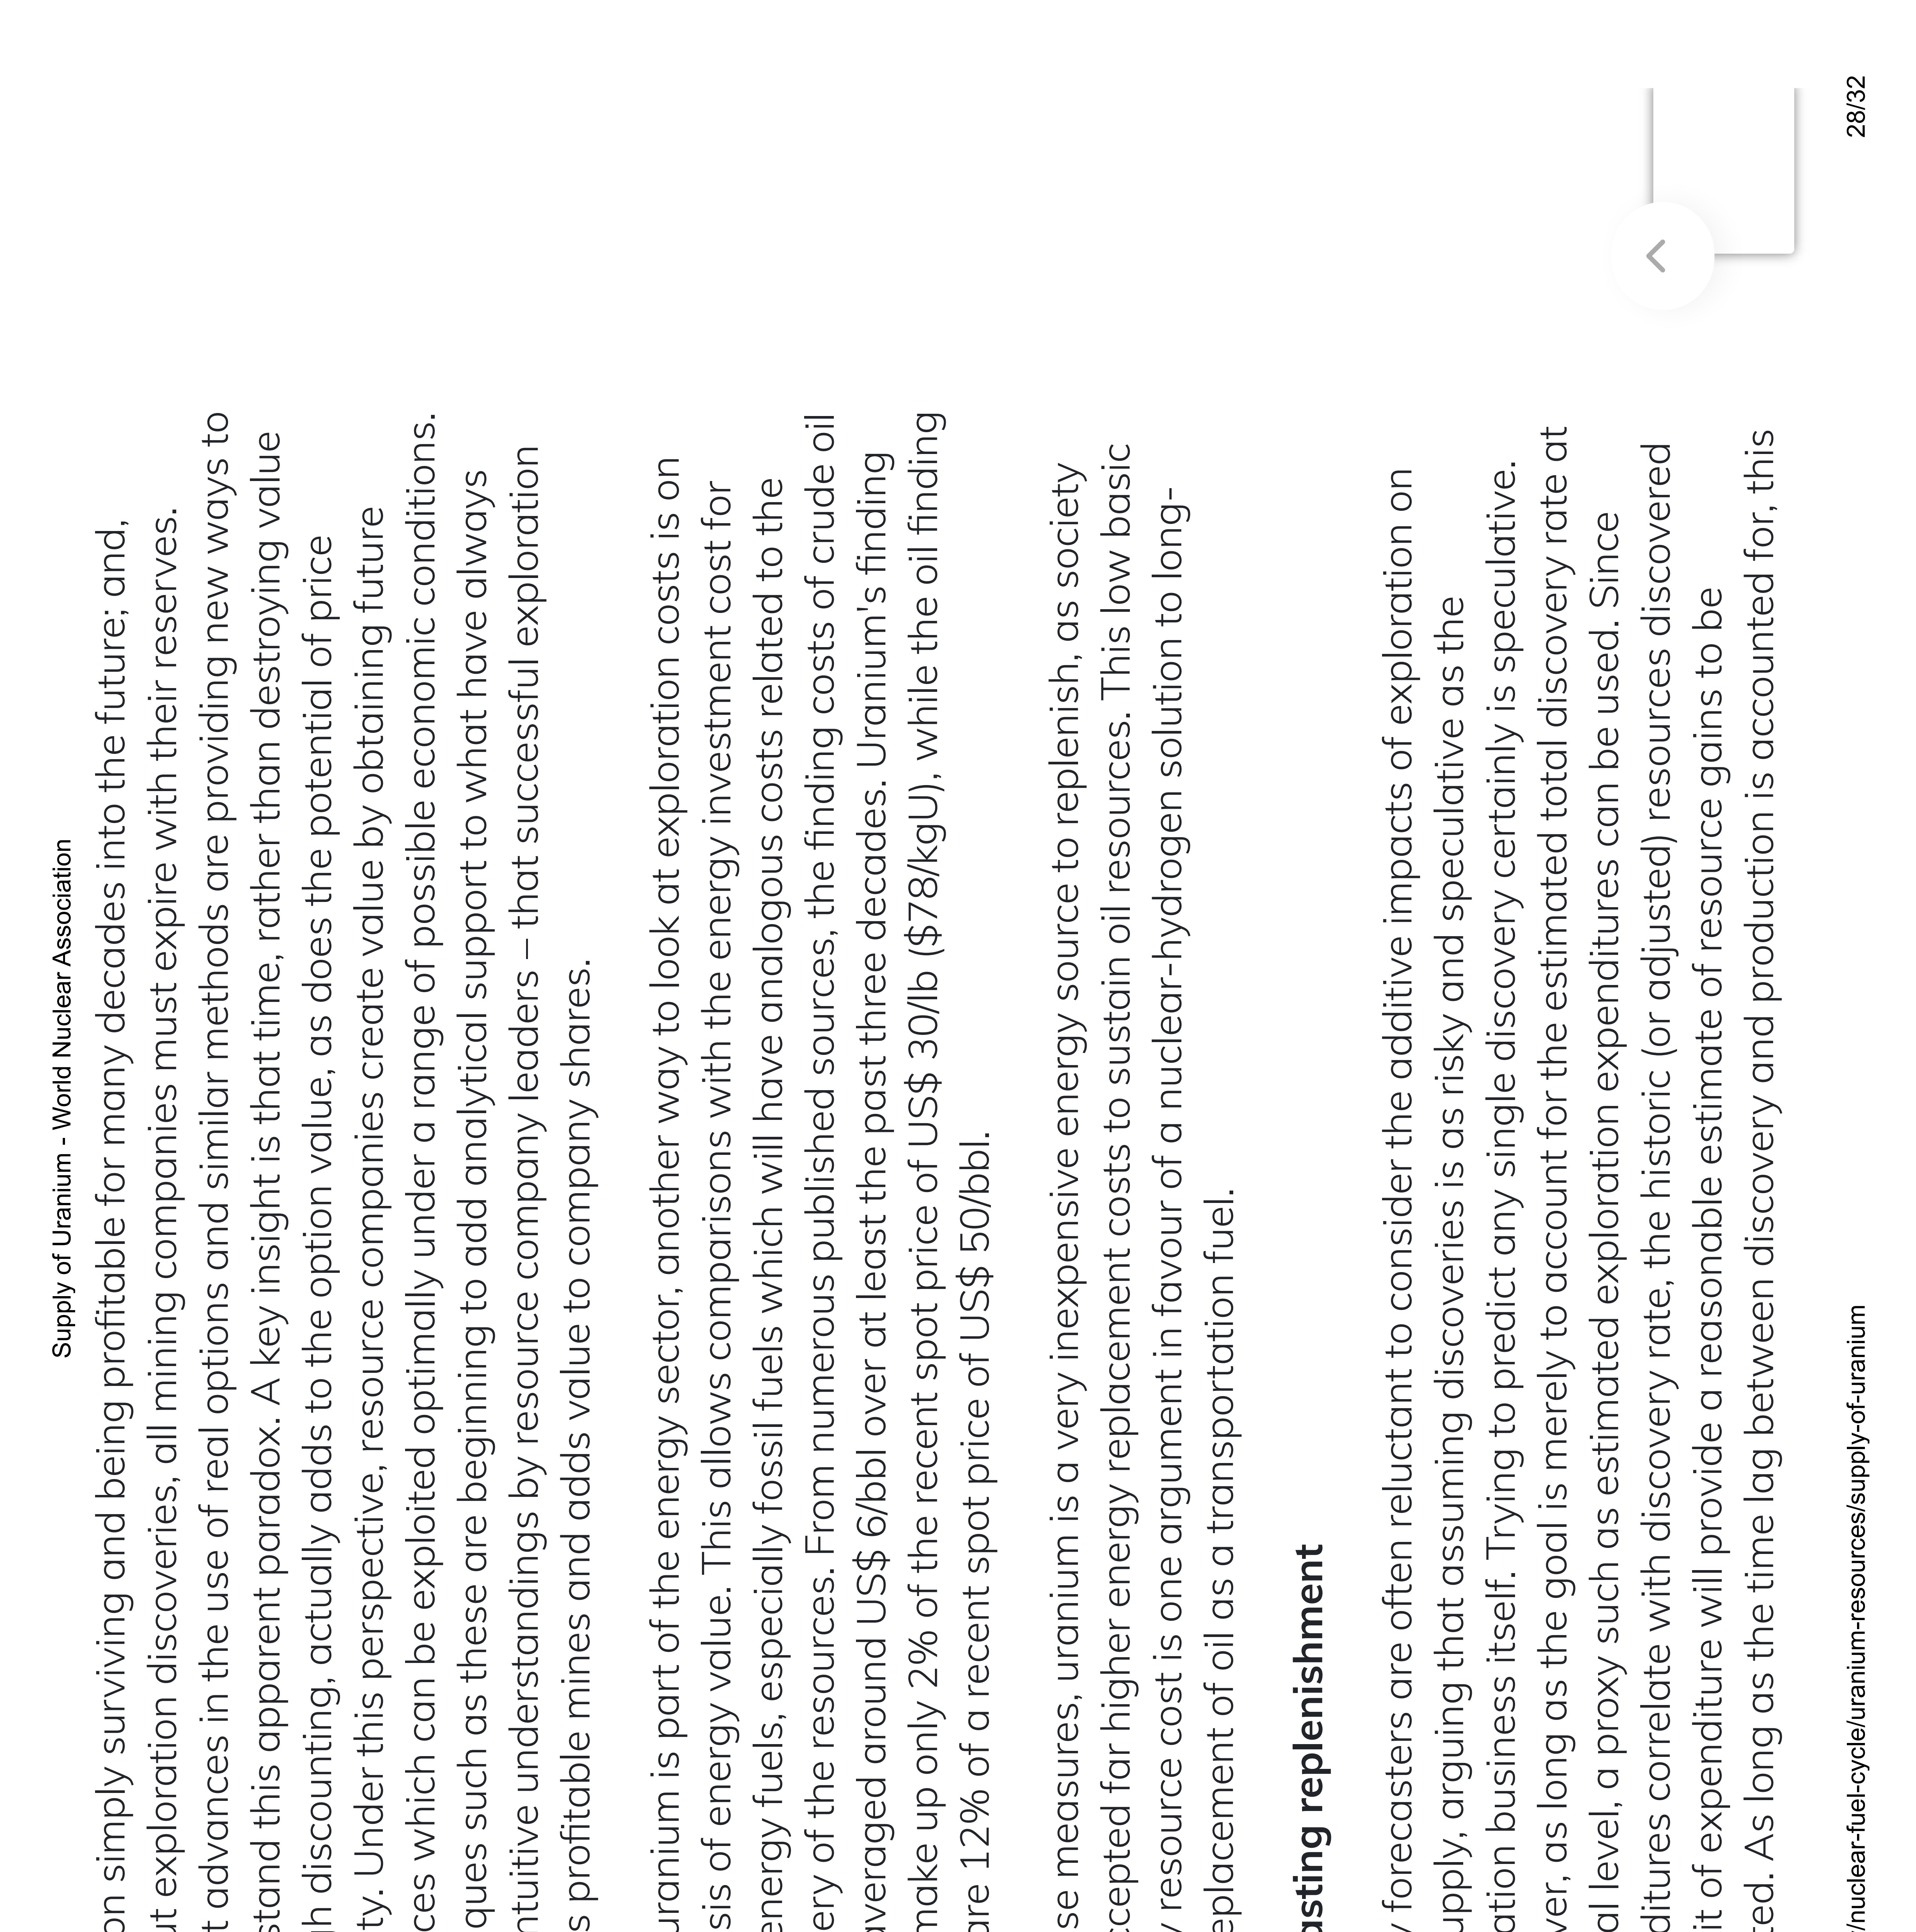 Supply of Uranium - World Nuclear Association
on simply surviving and being profitable for many decades into the future; and,
exploration discoveries, all mining companies must expire with their reserves.
advances in the use of real options and similar methods are providing new ways to
stand this apparent paradox. A key insight is that time, rather than destroying value
discounting, actually adds to the option value, as does the potential of price
ty. Under this perspective, resource companies create value by obtaining future
ces which can be exploited optimally under a range of possible economic conditions.
ques such as these are beginning to add analytical support to what have always
ntuitive understandings by resource company leaders – that successful exploration
s profitable mines and adds value to company shares.
uranium is part of the energy sector, another way to look at exploration costs is on
sis of energy value. This allows comparisons with the energy investment cost for
energy fuels, especially fossil fuels which will have analogous costs related to the
ery of the resources. From numerous published sources, the finding costs of crude oil
averaged around US$ 6/bbl over at least the past three decades. Uranium's finding
make up only 2% of the recent spot price of US$ 30/lb ($78/kgU), while the oil finding
are 12% of a recent spot price of US$ 50/bbl.
se measures, uranium is a very inexpensive energy source to replenish, as society
ccepted far higher energy replacement costs to sustain oil resources. This low basic
y resource cost is one argument in favour of a nuclear-hydrogen solution to long-
eplacement of oil as a transportation fuel.
asting replenishment
y forecasters are often reluctant to consider the additive impacts of exploration on
upply, arguing that assuming discoveries is as risky and speculative as the
ation business itself. Trying to predict any single discovery certainly is speculative.
ver, as long as the goal is merely to account for the estimated total discovery rate at
al level, a proxy such as estimated exploration expenditures can be used. Since
ditures correlate with discovery rate, the historic (or adjusted) resources discovered
it of expenditure will provide a reasonable estimate of resource gains to be
ted. As long as the time lag between discovery and production is accounted for, this
/nuclear-fuel-cycle/uranium-resources/supply-of-uranium
28/32